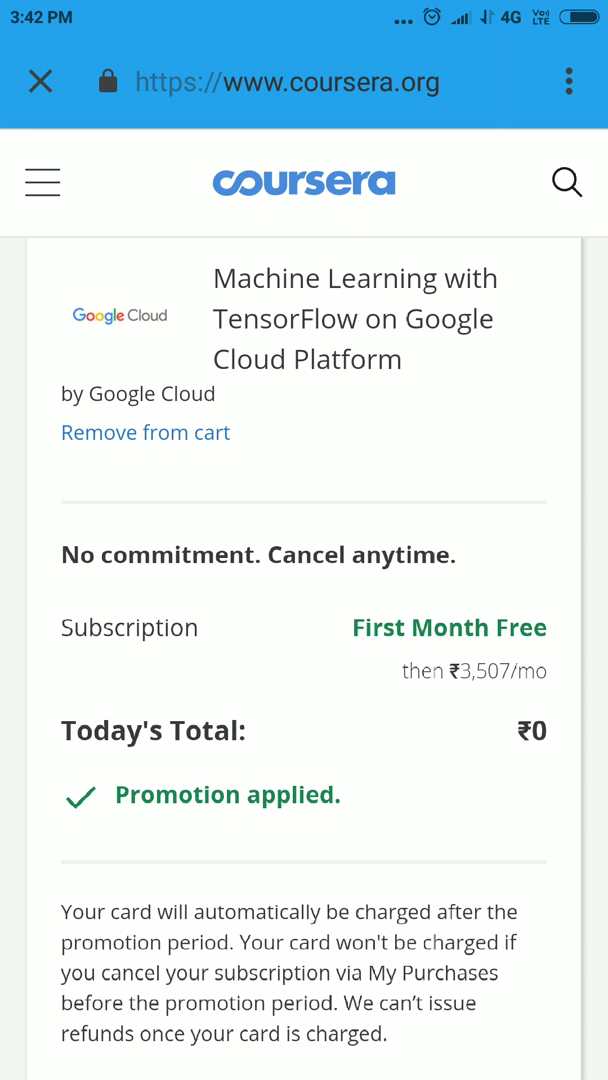 3:42 PM
4G
VoLTE
https://www.coursera.org
coursera
Google Cloud
Machine Learning with
TensorFlow on Google
Cloud Platform
by Google Cloud
Remove from cart
No commitment. Cancel anytime.
Subscription First Month Free
then ₹3,507/mo
Today's Total: ₹0
Promotion applied.
Your card will automatically be charged after the
promotion period. Your card won't be charged if
you cancel your subscription via My Purchases
before the promotion period. We can’t issue
refunds once your card is charged.